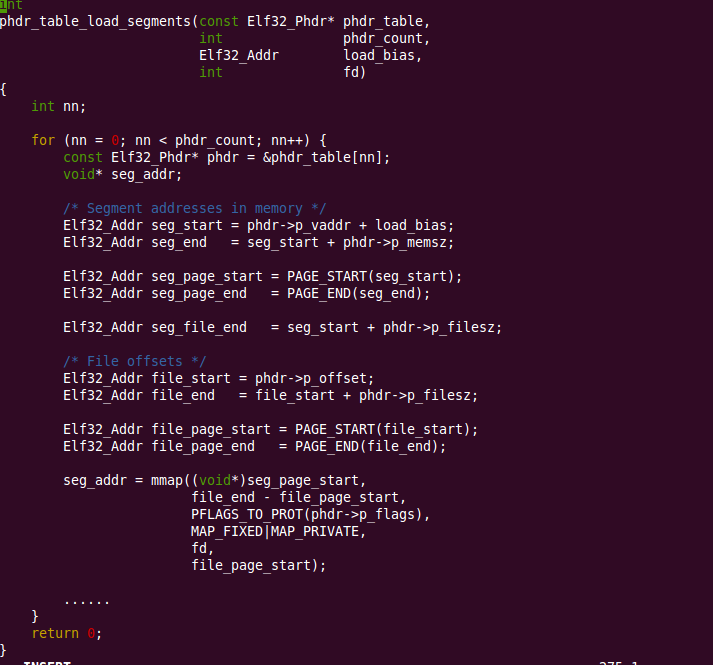 int
phdr_table_load_segments(const Elf32_Phdr* phdr_table,
                         int               phdr_count,
                         Elf32_Addr        load_bias,
                         int               fd)
{
    int nn;

    for (nn = 0; nn < phdr_count; nn++) {
        const Elf32_Phdr* phdr = &phdr_table[nn];
        void* seg_addr;

        /* Segment addresses in memory */
        Elf32_Addr seg_start = phdr->p_vaddr + load_bias;
        Elf32_Addr seg_end   = seg_start + phdr->p_memsz;

        Elf32_Addr seg_page_start = PAGE_START(seg_start);
        Elf32_Addr seg_page_end   = PAGE_END(seg_end);

        Elf32_Addr seg_file_end   = seg_start + phdr->p_filesz;

        /* File offsets */
        Elf32_Addr file_start = phdr->p_offset;
        Elf32_Addr file_end   = file_start + phdr->p_filesz;

        Elf32_Addr file_page_start = PAGE_START(file_start);
        Elf32_Addr file_page_end   = PAGE_END(file_end);

        seg_addr = mmap((void*)seg_page_start,
                        file_end - file_page_start,
                        PFLAGS_TO_PROT(phdr->p_flags),
                        MAP_FIXED|MAP_PRIVATE,
                        fd,
                        file_page_start);

        ......
    }
    return 0;
}
-- INSERT --                                                               275,1